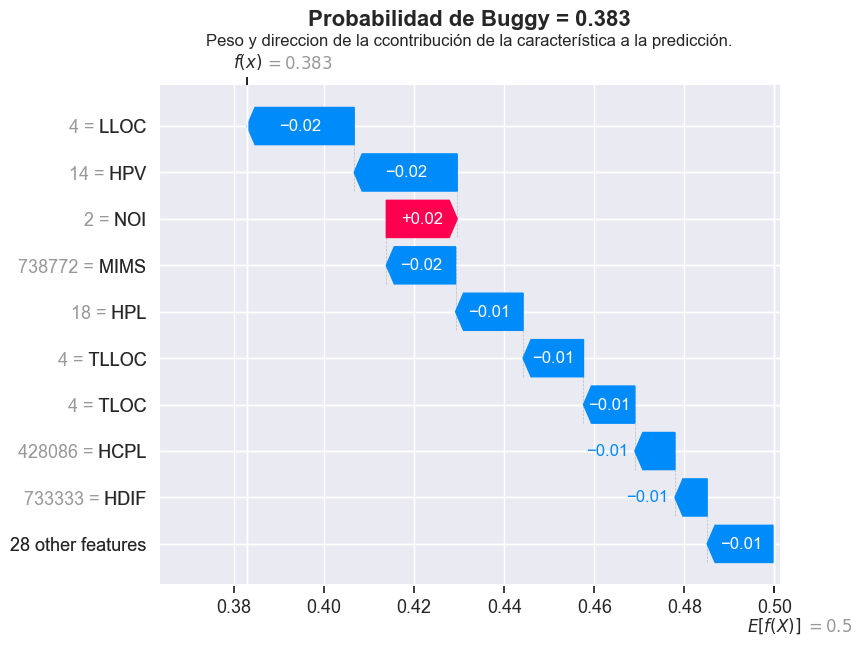 Probabilidad de Buggy = 0.383
Peso y direccion de la ccontribución de la característica a la predicción.
f(x) = 0.383
4 = LLOC
−0.02
14 = HPV
−0.02
2 = NOI
+0.02
738772 = MIMS
−0.02
18 = HPL
−0.01
4 = TLLOC
−0.01
4 = TLOC
−0.01
428086 = HCPL
−0.01
733333 = HDIF
−0.01
28 other features
−0.01
0.38 0.40 0.42 0.44 0.46 0.48 0.50
E[f(X)] = 0.5